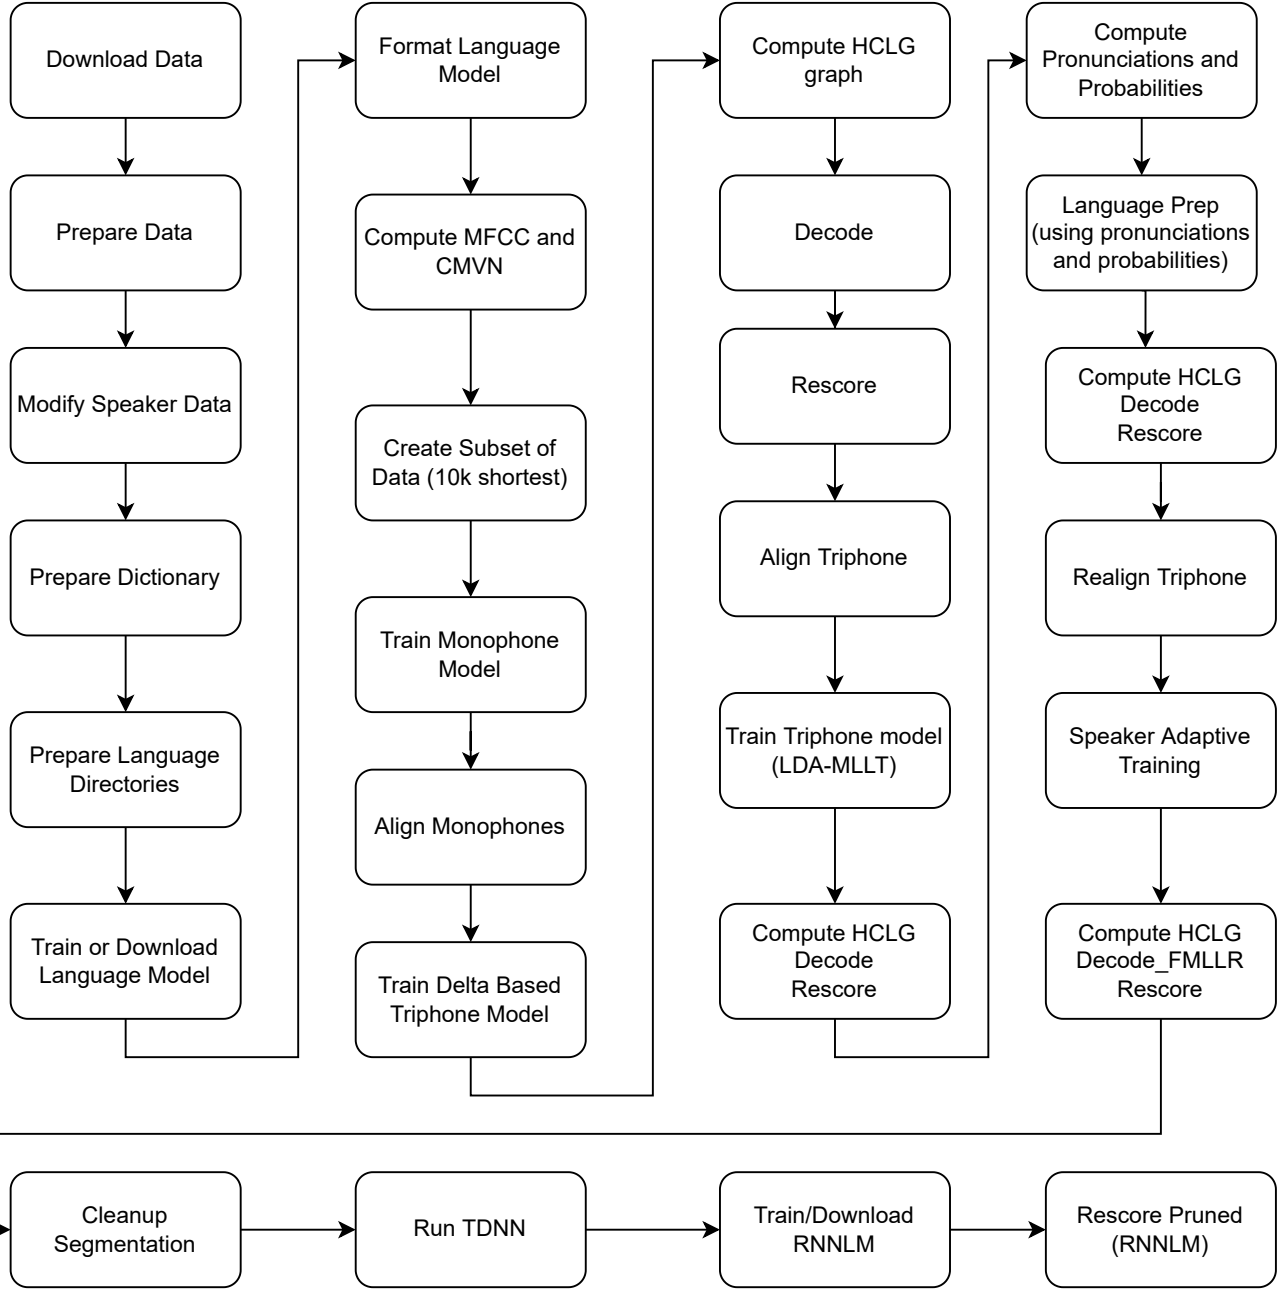 Download Data
Prepare Data
Modify Speaker Data
Prepare Dictionary
Prepare Language
Directories
Train or Download
Language Model
Format Language
Model
Compute MFCC and
CMVN
Create Subset of
Data (10k shortest)
Train Monophone
Model
Align Monophones
Train Delta Based
Triphone Model
Compute HCLG
graph
Decode
Rescore
Align Triphone
Train Triphone model
(LDA-MLLT)
Compute HCLG
Decode
Rescore
Compute
Pronunciations and
Probabilities
Language Prep
(using pronunciations
and probabilities)
Compute HCLG
Decode
Rescore
Realign Triphone
Speaker Adaptive
Training
Compute HCLG
Decode_FMLLR
Rescore
Cleanup
Segmentation
Run TDNN
Train/Download
RNNLM
Rescore Pruned
(RNNLM)